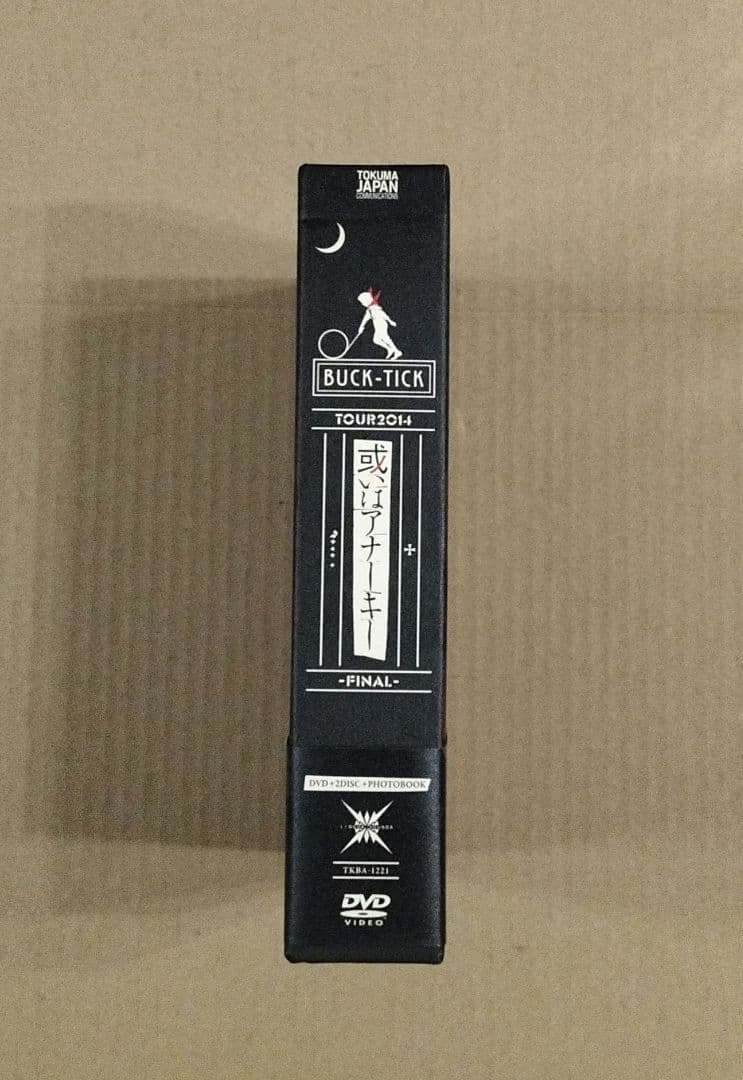 TOKUMA
JAPAN
COMMUNICATIONS
BUCK-TICK
TOUR2014
或いはアナーキー
-FINAL-
DVD+2DISC+PHOTOBOOK
TKBA-1221
DVD
VIDEO